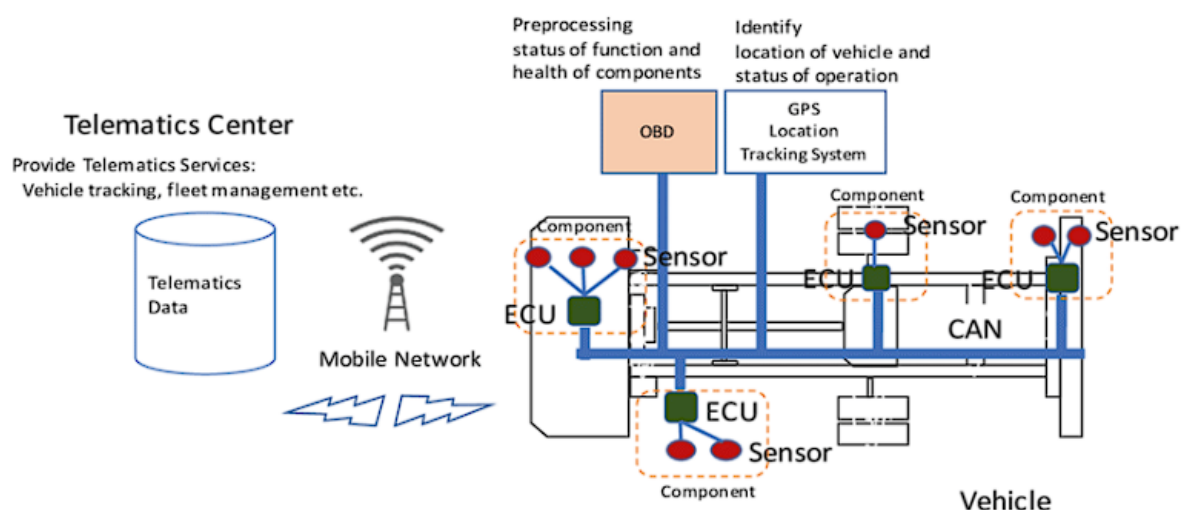 Preprocessing
status of function and
health of components
Identify
location of vehicle and
status of operation
OBD
GPS
Location
Tracking System
Telematics Center
Provide Telematics Services:
Vehicle tracking, fleet management etc.
Telematics
Data
Mobile Network
Component
Sensor
ECU
Component
Sensor
ECU
Component
Sensor
ECU
CAN
ECU
Sensor
Component
Vehicle